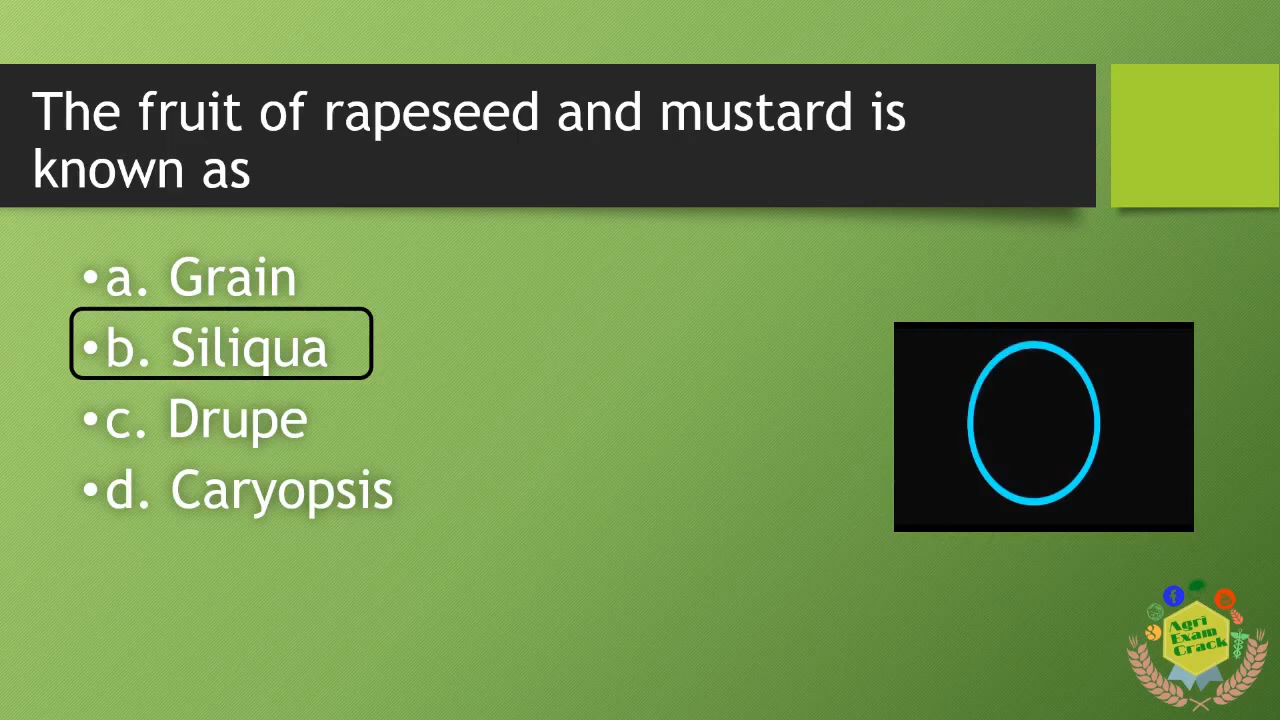 The fruit of rapeseed and mustard is
known as
•a. Grain
•b. Siliqua
•c. Drupe
•d. Caryopsis
Agri
Exam
Crack